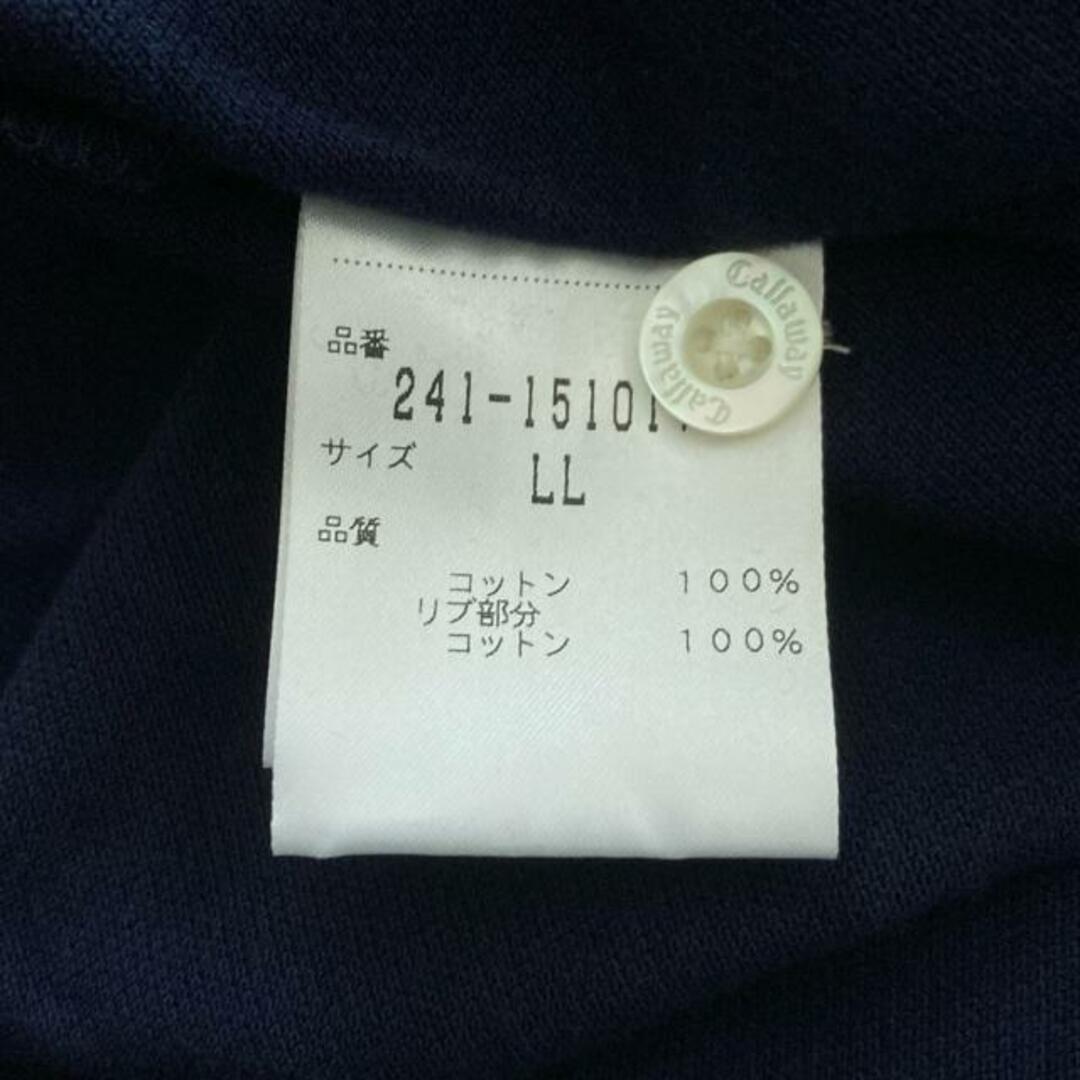 Callaway
Callaway
品番
241-15101
サイズ
LL
品質
コットン 100%
リブ部分
コットン 100%